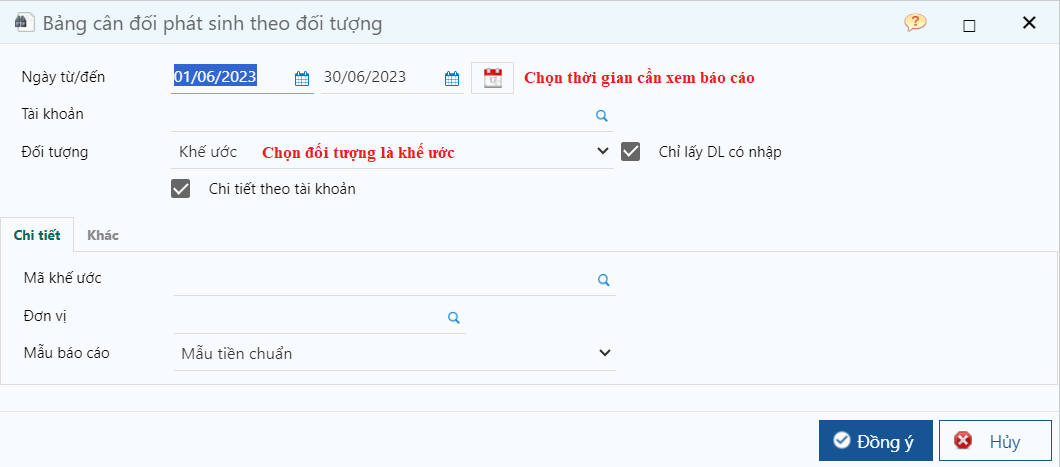 Bảng cân đối phát sinh theo đối tượng
Ngày từ/đến 01/06/2023 30/06/2023 Chọn thời gian cần xem báo cáo
Tài khoản
Đối tượng Khế ước Chọn đối tượng là khế ước Chỉ lấy DL có nhập
Chi tiết theo tài khoản
Chi tiết Khác
Mã khế ước
Đơn vị
Mẫu báo cáo Mẫu tiền chuẩn
Đồng ý Hủy